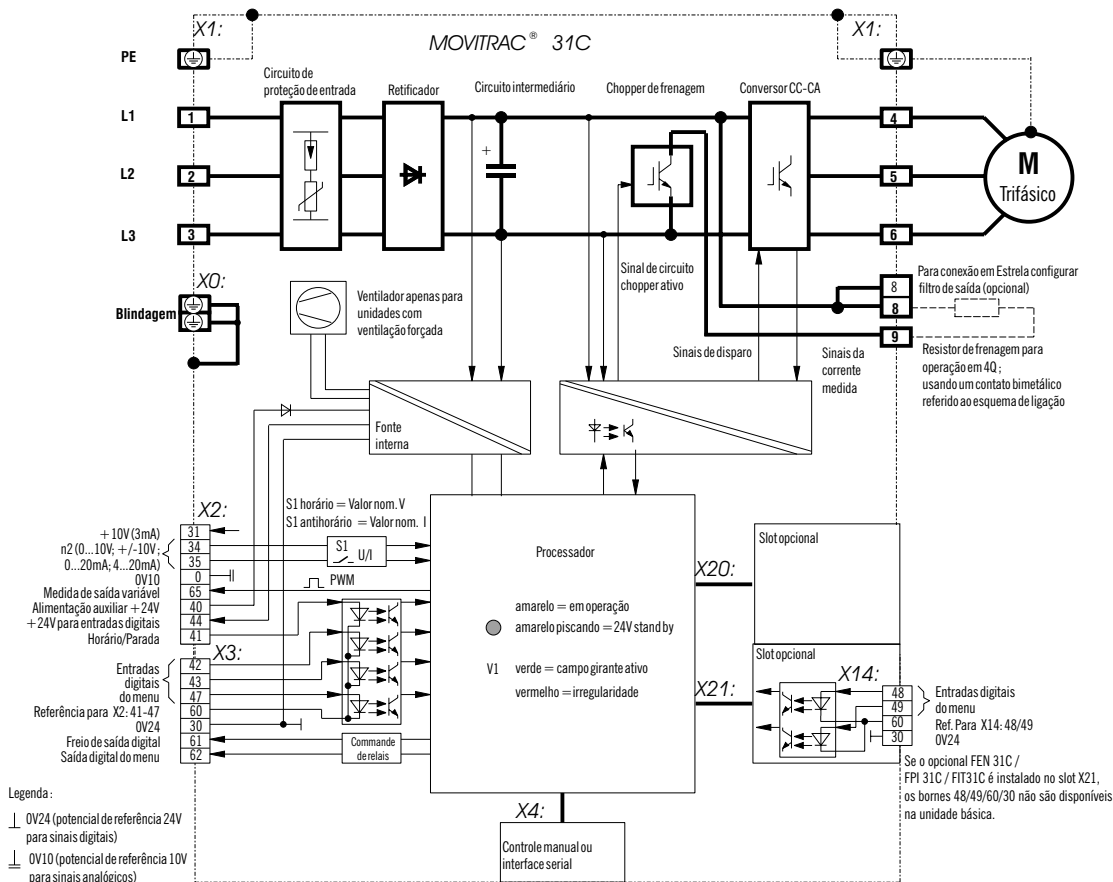 X1:
MOVITRAC® 31C
X1:
PE
Circuito de
proteção de entrada
Retificador
Circuito intermediário
Chopper de frenagem
Conversor CC-CA
L1
1
4
L2
2
5
L3
3
6
+
M
Trifásico
X0:
Blindagem
Ventilador apenas para
unidades com
ventilação forçada
Sinal de circuito
chopper ativo
Sinais de disparo
Sinais da
corrente
medida
8
8
9
Para conexão em Estrela configurar
filtro de saída (opcional)
Resistor de frenagem para
operação em 4Q ;
usando um contato bimetálico
referido ao esquema de ligação
Fonte
interna
X2:
S1 horário = Valor nom. V
S1 antihorário = Valor nom. I
+ 10V (3mA)
31
n2 (0...10V; +/-10V ;
34
0...20mA; 4...20mA)
35
S1
U/I
0V10
0
Medida de saída variável
65
PWM
Alimentação auxiliar +24V
40
+24V para entradas digitais
44
Horário/Parada
41
X3:
Entradas
digitais
do menu
42
43
47
Referência para X2: 41-47
60
0V24
30
Freio de saída digital
61
Saída digital do menu
62
Commande
de relais
Processador
amarelo = em operação
amarelo piscando = 24V stand by
V1
verde = campo girante ativo
vermelho = irregularidade
X20:
Slot opcional
X21:
Slot opcional
X14:
48
49
60
30
Entradas digitais
do menu
Ref. Para X14: 48/49
0V24
Se o opcional FEN 31C /
FPI 31C / FIT31C é instalado no slot X21,
os bornes 48/49/60/30 não são disponíveis
na unidade básica.
X4:
Controle manual ou
interface serial
Legenda :
0V24 (potencial de referência 24V
para sinais digitais)
0V10 (potencial de referência 10V
para sinais analógicos)